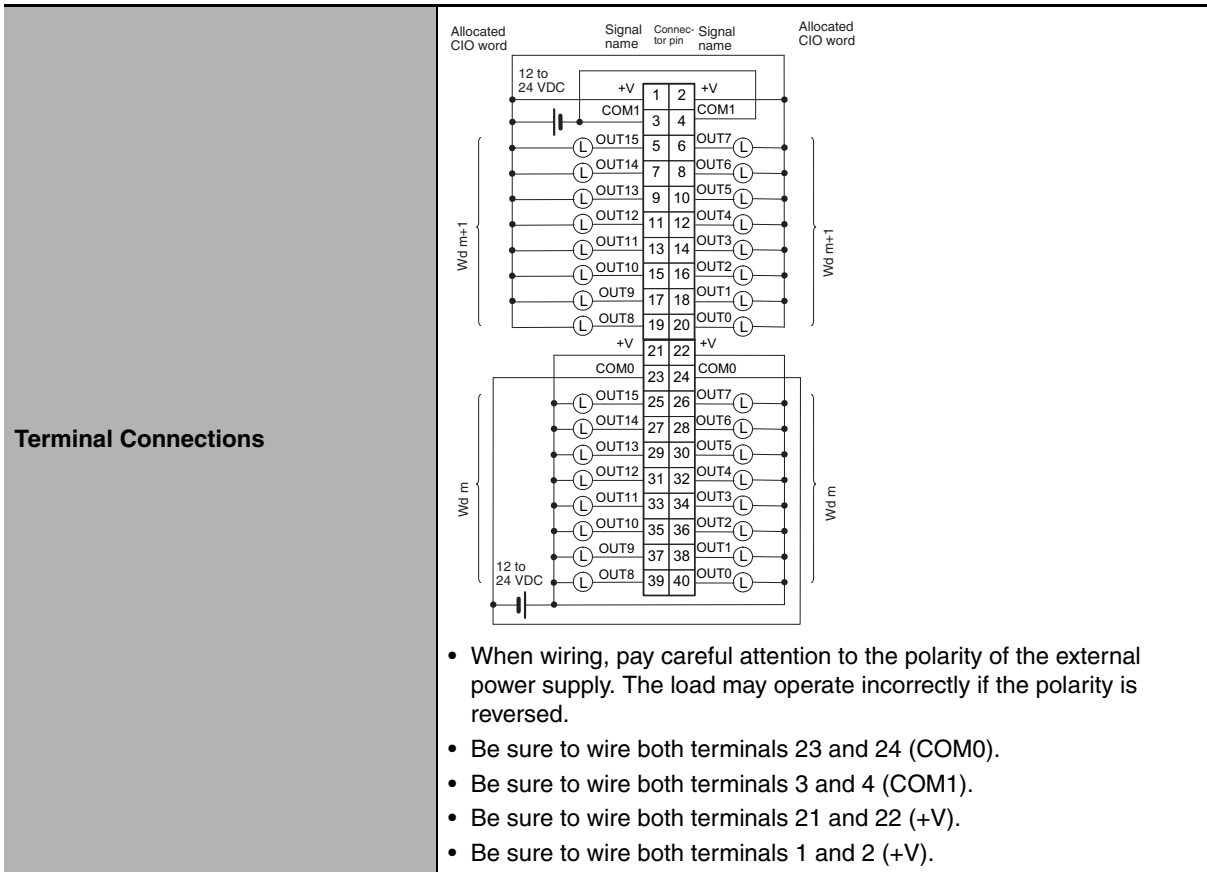 Terminal Connections
Allocated CIO word
Signal name
Connec-tor pin
Signal name
Allocated CIO word
12 to 24 VDC
+V 1 2 +V
COM1 3 4 COM1
OUT15 5 6 OUT7
L L
OUT14 7 8 OUT6
L L
OUT13 9 10 OUT5
L L
OUT12 11 12 OUT4
L L
OUT11 13 14 OUT3
L L
OUT10 15 16 OUT2
L L
OUT9 17 18 OUT1
L L
OUT8 19 20 OUT0
L L
Wd m+1
Wd m+1
+V 21 22 +V
COM0 23 24 COM0
OUT15 25 26 OUT7
L L
OUT14 27 28 OUT6
L L
OUT13 29 30 OUT5
L L
OUT12 31 32 OUT4
L L
OUT11 33 34 OUT3
L L
OUT10 35 36 OUT2
L L
OUT9 37 38 OUT1
L L
OUT8 39 40 OUT0
L L
Wd m
Wd m
12 to 24 VDC
• When wiring, pay careful attention to the polarity of the external
power supply. The load may operate incorrectly if the polarity is
reversed.
• Be sure to wire both terminals 23 and 24 (COM0).
• Be sure to wire both terminals 3 and 4 (COM1).
• Be sure to wire both terminals 21 and 22 (+V).
• Be sure to wire both terminals 1 and 2 (+V).